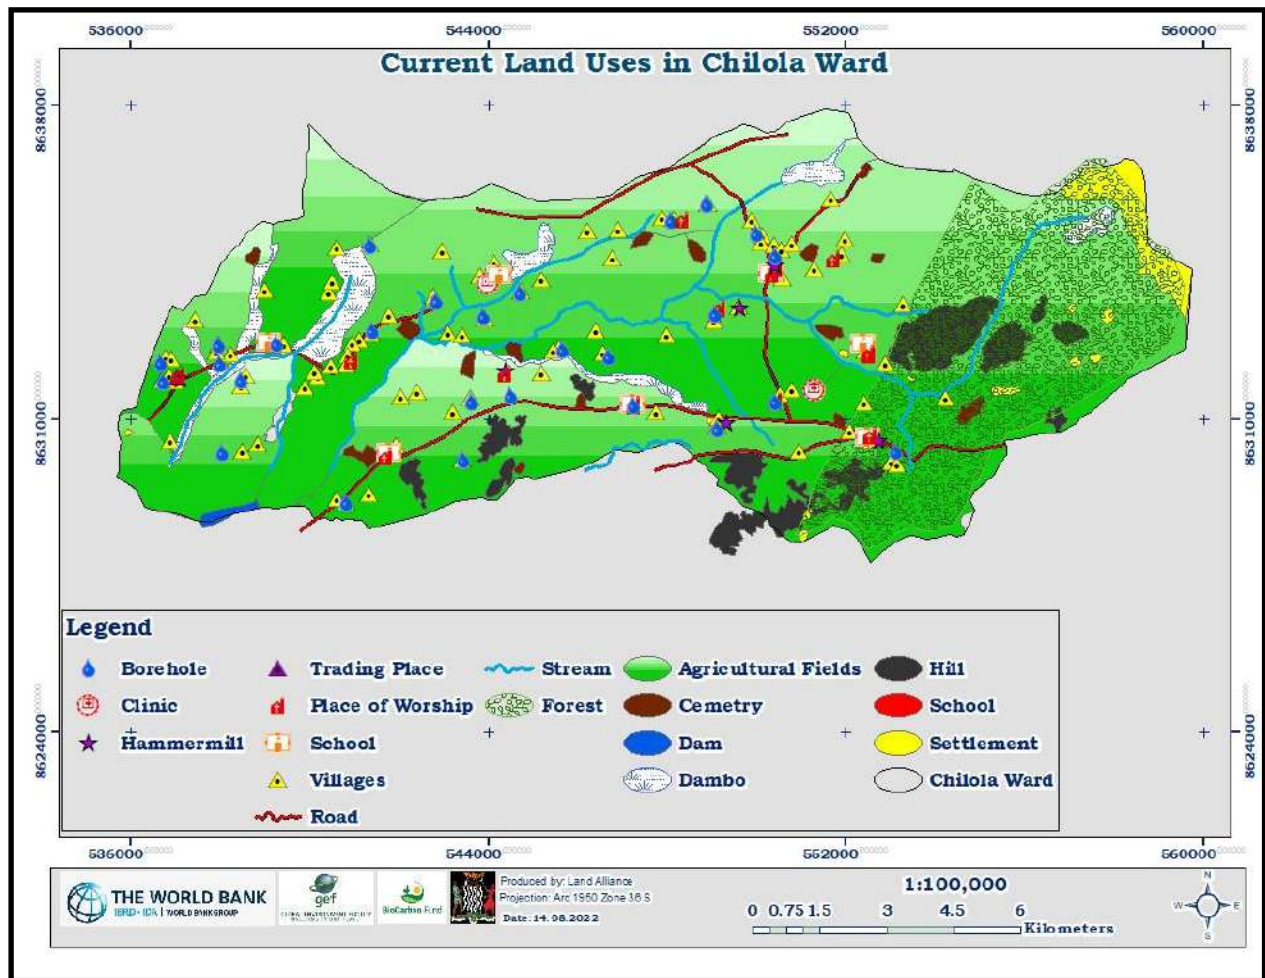 536000 544000 552000 560000
Current Land Uses in Chilola Ward
8638000 8638000
8631000 8631000
8624000 8624000
Legend
Borehole Trading Place Stream Agricultural Fields Hill
Clinic Place of Worship Forest Cemetry School
Hammermill School Dam Settlement
Villages Dambo Chilola Ward
Road
536000 544000 552000 560000
THE WORLD BANK
IBRD • IDA | WORLD BANK GROUP
gef
BioCarbon Fund
Produced by: Land Alliance
Projection: Arc 1950 Zone 36 S
Date: 14.08.2022
1:100,000
0 0.75 1.5 3 4.5 6
Kilometers
N
W E
S